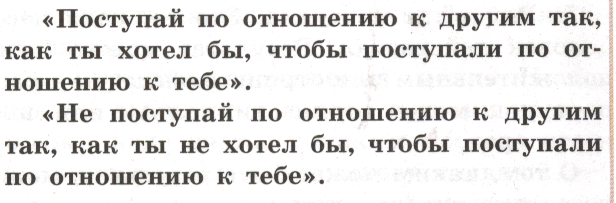 «Поступай по отношению к другим так,
как ты хотел бы, чтобы поступали по от-
ношению к тебе».
«Не поступай по отношению к другим
так, как ты не хотел бы, чтобы поступали
по отношению к тебе».